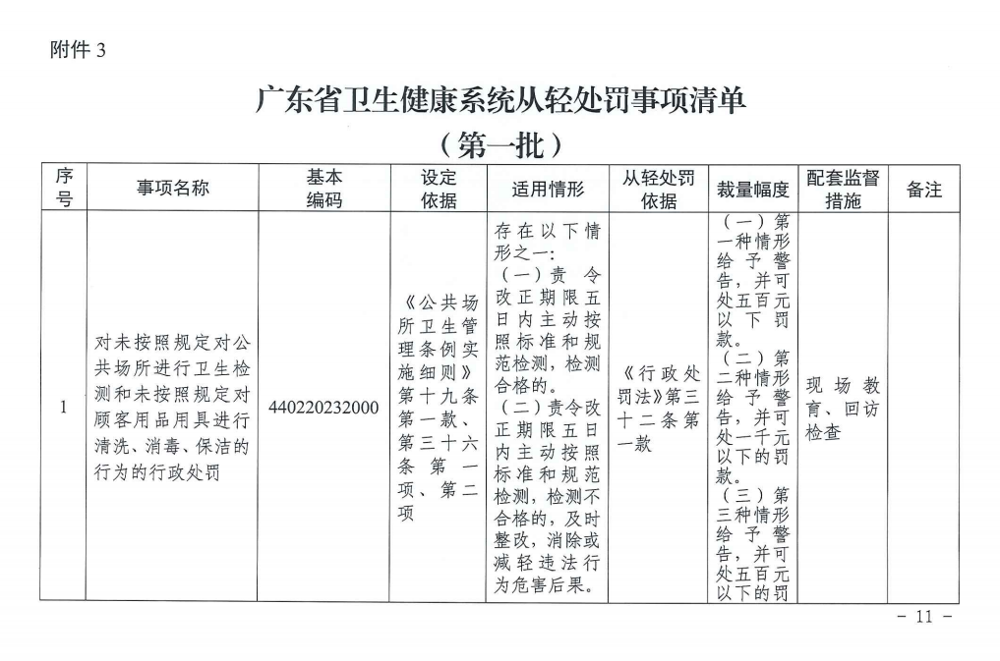 附件 3
广东省卫生健康系统从轻处罚事项清单
（第一批）
序
号
事项名称
基本
编码
设定
依据
适用情形
从轻处罚
依据
裁量幅度
配套监督
措施
备注
1
对未按照规定对公
共场所进行卫生检
测和未按照规定对
顾客用品用具进行
清洗、消毒、保洁的
行为的行政处罚
440220232000
《公共场
所卫生管
理条例实
施细则》
第十九条
第一款、
第三十六
条第一
项、第二
项
存在以下情
形之一：
（一）责令
改正期限五
日内主动按
照标准和规
范检测，检测
合格的。
（二）责令改
正期限五日
内主动按照
标准和规范
检测，检测不
合格的，及时
整改，消除或
减轻违法行
为危害后果。
《行政处
罚法》第三
十二条第
一款
（一）第
一种情形
给予警
告，并可
处五百元
以下罚
款。
（二）第
二种情形
给予警
告，并可
处一千元
以下的罚
款。
（三）第
三种情形
给予警
告，并可
处五百元
以下的罚
现场教
育、回访
检查
- 11 -